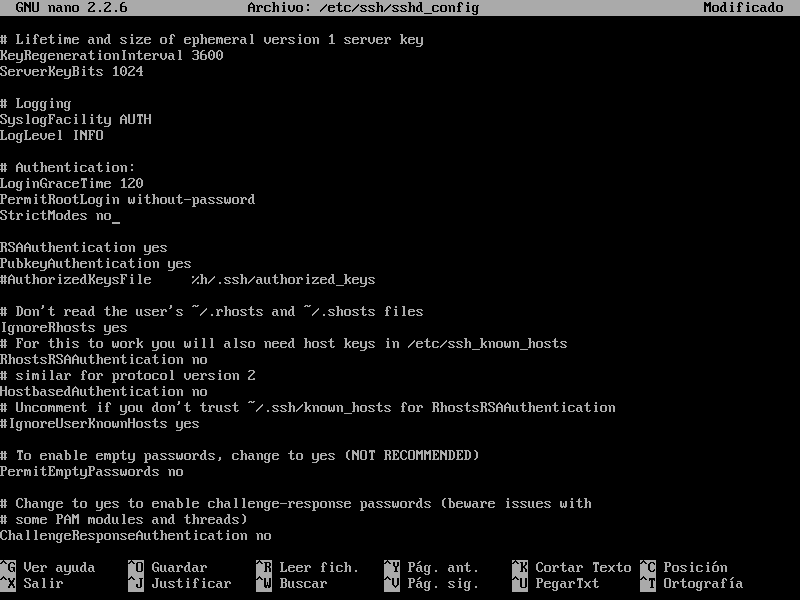 GNU nano 2.2.6 Archivo: /etc/ssh/sshd_config Modificado
# Lifetime and size of ephemeral version 1 server key
KeyRegenerationInterval 3600
ServerKeyBits 1024
# Logging
SyslogFacility AUTH
LogLevel INFO
# Authentication:
LoginGraceTime 120
PermitRootLogin without-password
StrictModes no_
RSAAuthentication yes
PubkeyAuthentication yes
#AuthorizedKeysFile %h/.ssh/authorized_keys
# Don't read the user's ~/.rhosts and ~/.shosts files
IgnoreRhosts yes
# For this to work you will also need host keys in /etc/ssh_known_hosts
RhostsRSAAuthentication no
# similar for protocol version 2
HostbasedAuthentication no
# Uncomment if you don't trust ~/.ssh/known_hosts for RhostsRSAAuthentication
#IgnoreUserKnownHosts yes
# To enable empty passwords, change to yes (NOT RECOMMENDED)
PermitEmptyPasswords no
# Change to yes to enable challenge-response passwords (beware issues with
# some PAM modules and threads)
ChallengeResponseAuthentication no
^G Ver ayuda ^O Guardar ^R Leer fich. ^Y Pág. ant. ^K Cortar Texto ^C Posición
^X Salir ^J Justificar ^W Buscar ^V Pág. sig. ^U PegarTxt ^T Ortografía